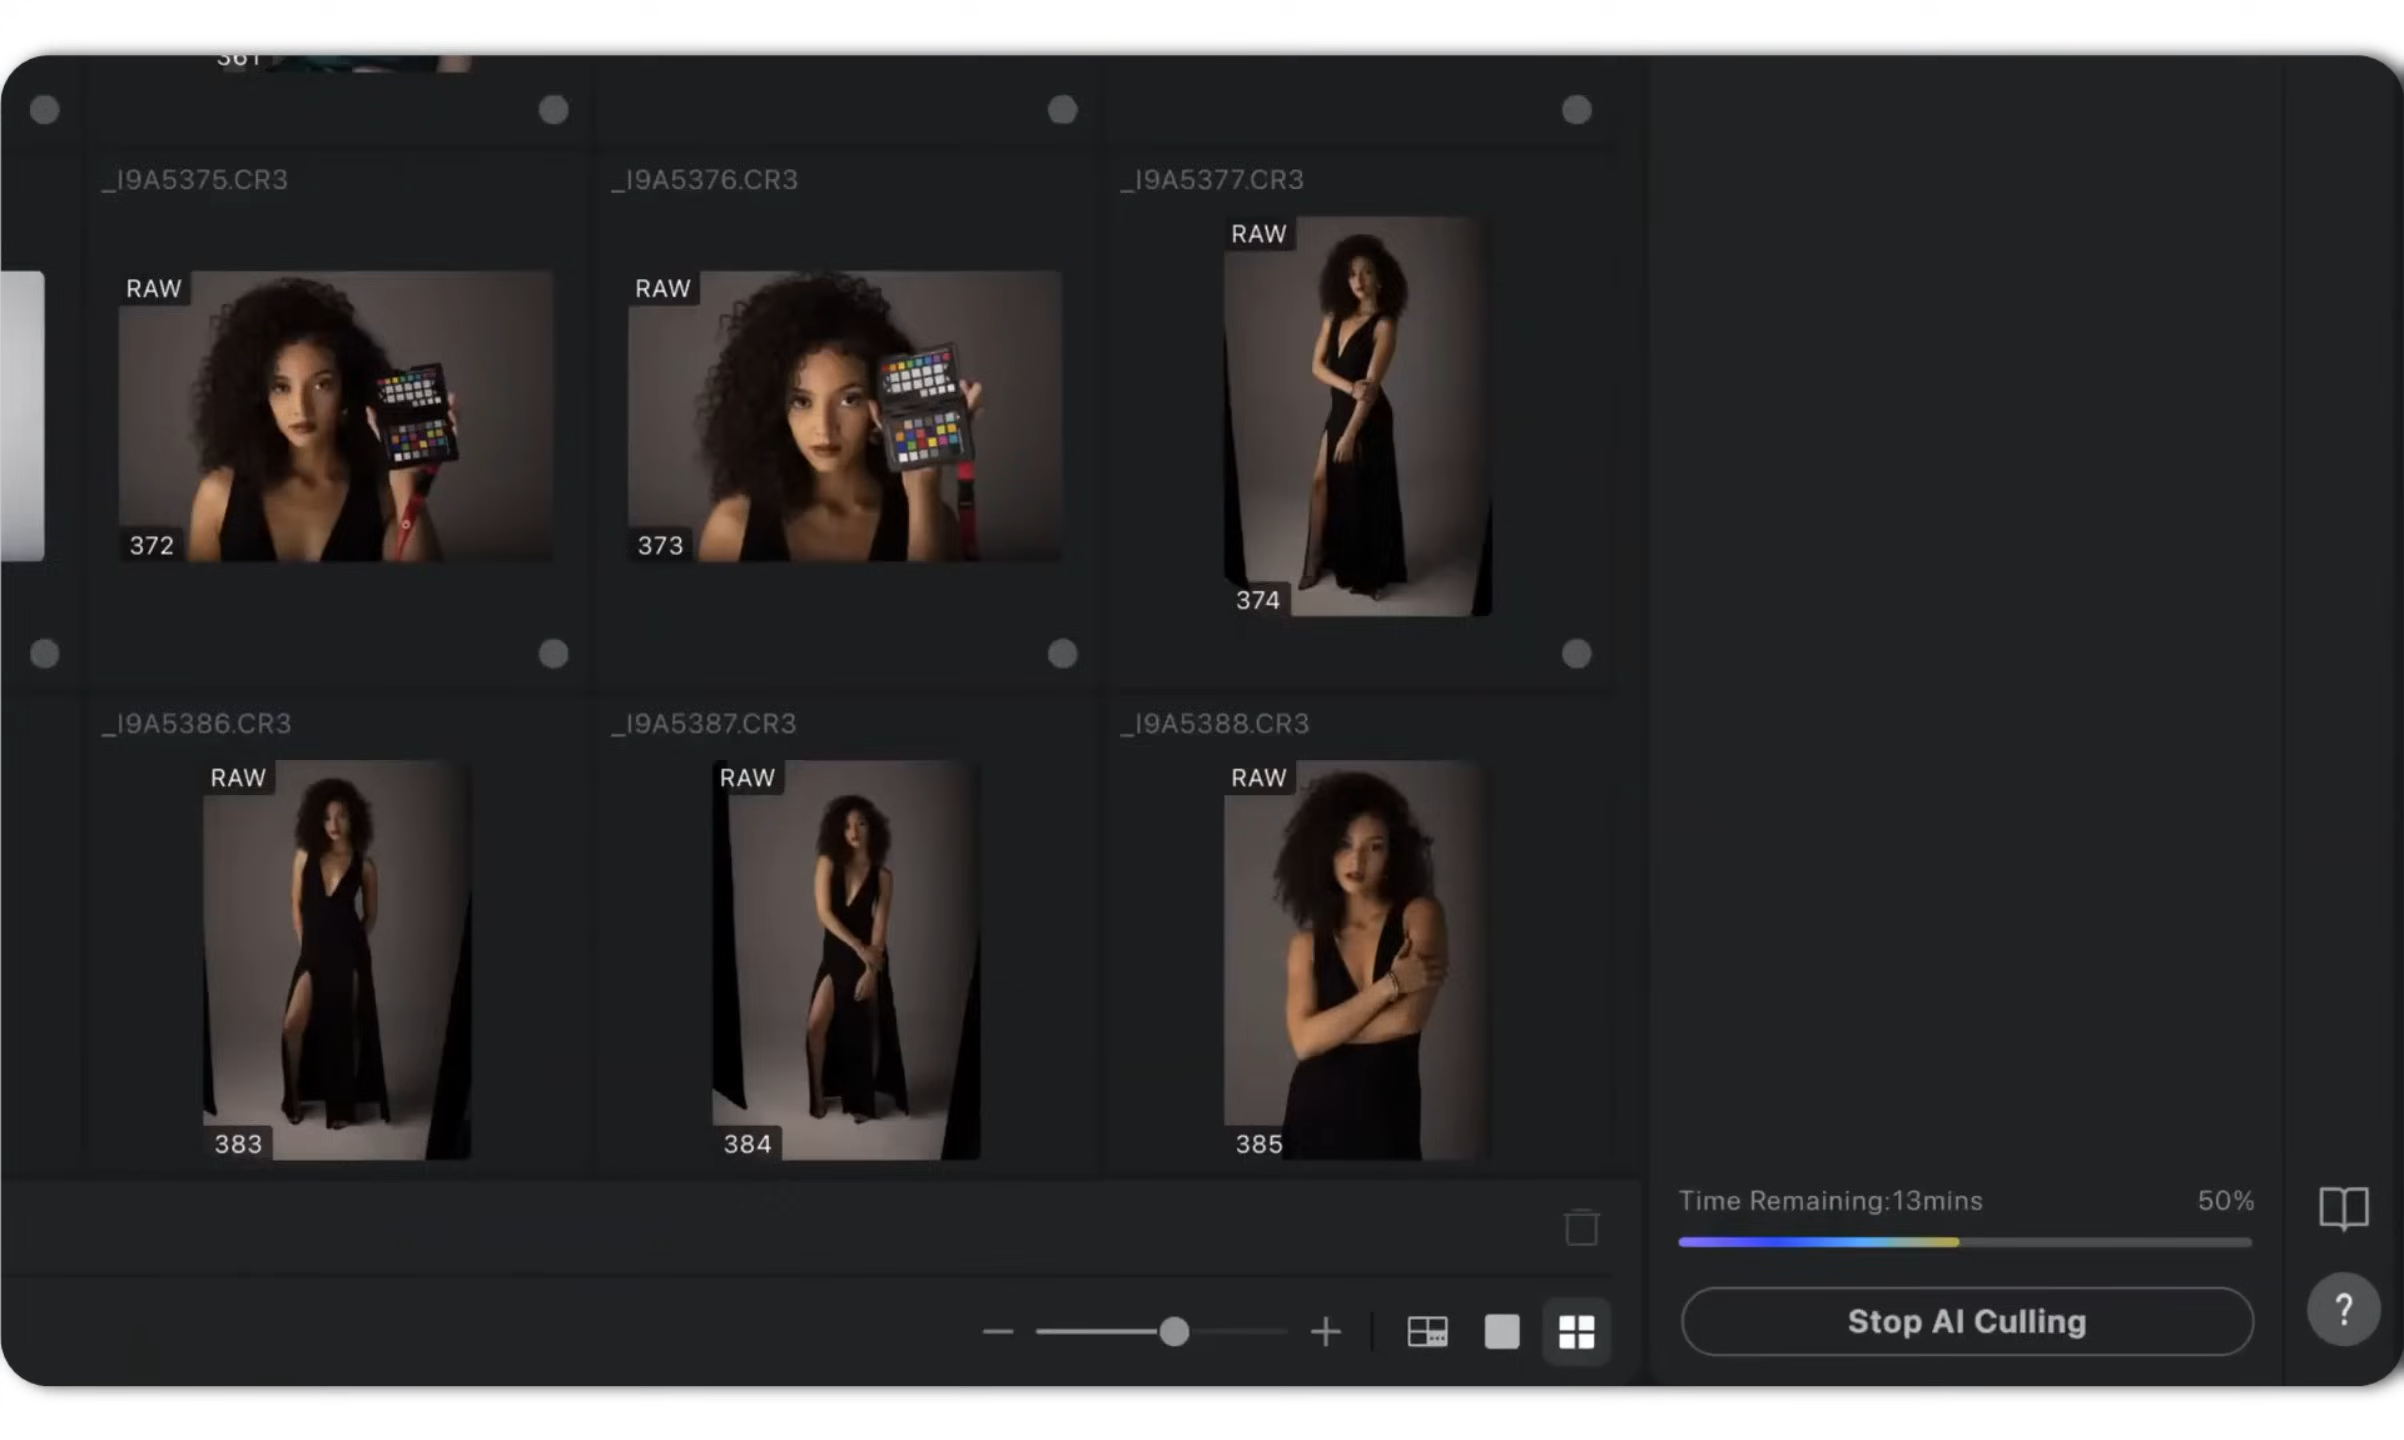 361
_I9A5375.CR3
_I9A5376.CR3
_I9A5377.CR3
RAW
RAW
RAW
372
373
374
_I9A5386.CR3
_I9A5387.CR3
_I9A5388.CR3
RAW
RAW
RAW
383
384
385
Time Remaining:13mins
50%
Stop AI Culling
?